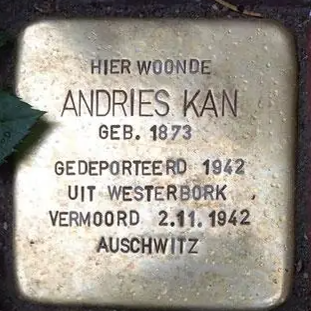 HIER WOONDE
ANDRIES KAN
GEB. 1873
GEDEPORTEERD 1942
UIT WESTERBORK
VERMOORD 2.11.1942
AUSCHWITZ